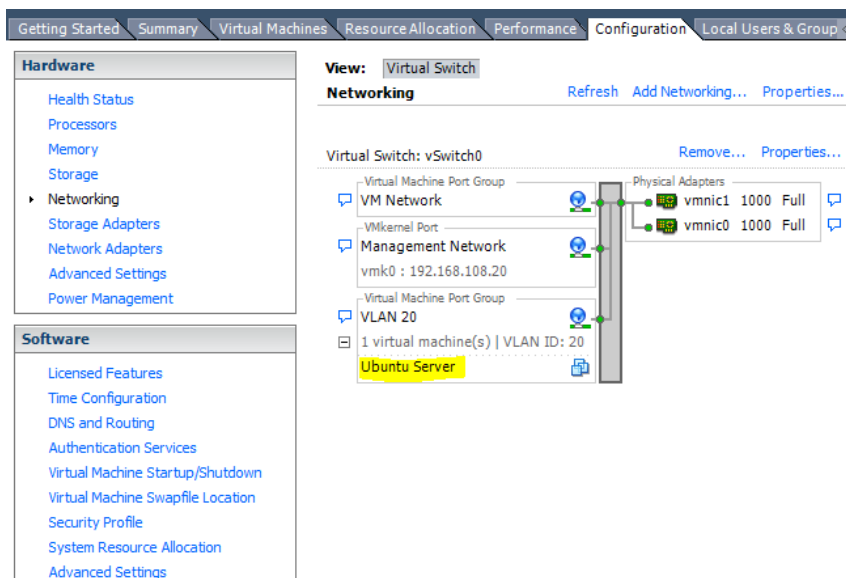 Getting Started Summary Virtual Machines Resource Allocation Performance Configuration Local Users & Group
Hardware
Health Status
Processors
Memory
Storage
Networking
Storage Adapters
Network Adapters
Advanced Settings
Power Management
Software
Licensed Features
Time Configuration
DNS and Routing
Authentication Services
Virtual Machine Startup/Shutdown
Virtual Machine Swapfile Location
Security Profile
System Resource Allocation
Advanced Settings
View: Virtual Switch
Networking Refresh Add Networking... Properties...
Virtual Switch: vSwitch0 Remove... Properties...
Virtual Machine Port Group
VM Network
VMkernel Port
Management Network
vmk0 : 192.168.108.20
Virtual Machine Port Group
VLAN 20
1 virtual machine(s) | VLAN ID: 20
Ubuntu Server
Physical Adapters
vmnic1 1000 Full
vmnic0 1000 Full